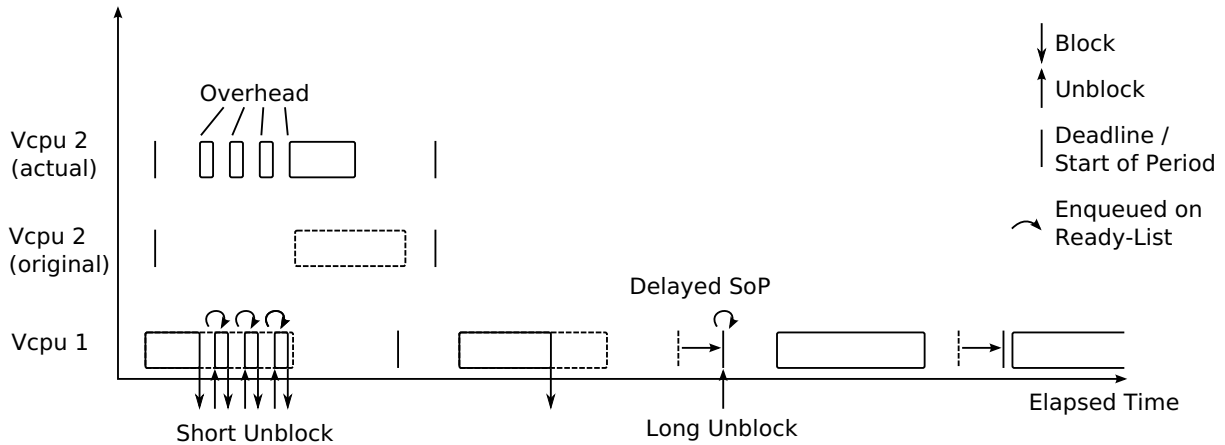 Block
Overhead
Unblock
Vcpu 2
(actual)
Deadline /
Start of Period
Vcpu 2
(original)
Enqueued on
Ready-List
Delayed SoP
Vcpu 1
Elapsed Time
Short Unblock
Long Unblock